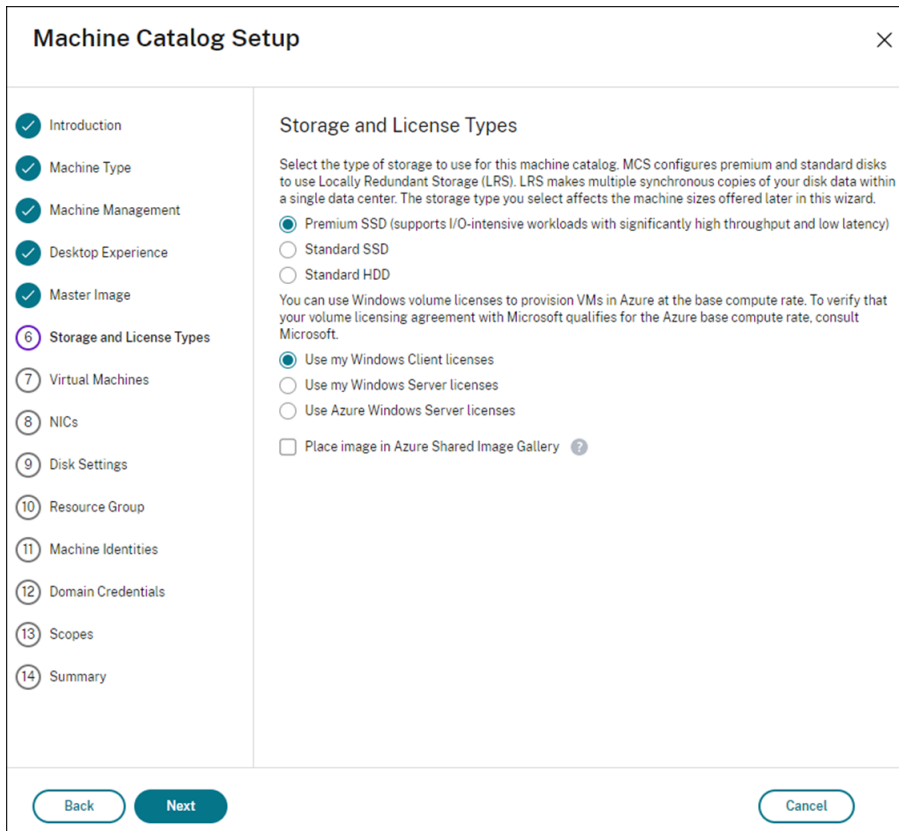 Machine Catalog Setup
Introduction
Machine Type
Machine Management
Desktop Experience
Master Image
6 Storage and License Types
7 Virtual Machines
8 NICs
9 Disk Settings
10 Resource Group
11 Machine Identities
12 Domain Credentials
13 Scopes
14 Summary
Storage and License Types
Select the type of storage to use for this machine catalog. MCS configures premium and standard disks
to use Locally Redundant Storage (LRS). LRS makes multiple synchronous copies of your disk data within
a single data center. The storage type you select affects the machine sizes offered later in this wizard.
Premium SSD (supports I/O-intensive workloads with significantly high throughput and low latency)
Standard SSD
Standard HDD
You can use Windows volume licenses to provision VMs in Azure at the base compute rate. To verify that
your volume licensing agreement with Microsoft qualifies for the Azure base compute rate, consult
Microsoft.
Use my Windows Client licenses
Use my Windows Server licenses
Use Azure Windows Server licenses
Place image in Azure Shared Image Gallery ?
Back
Next
Cancel